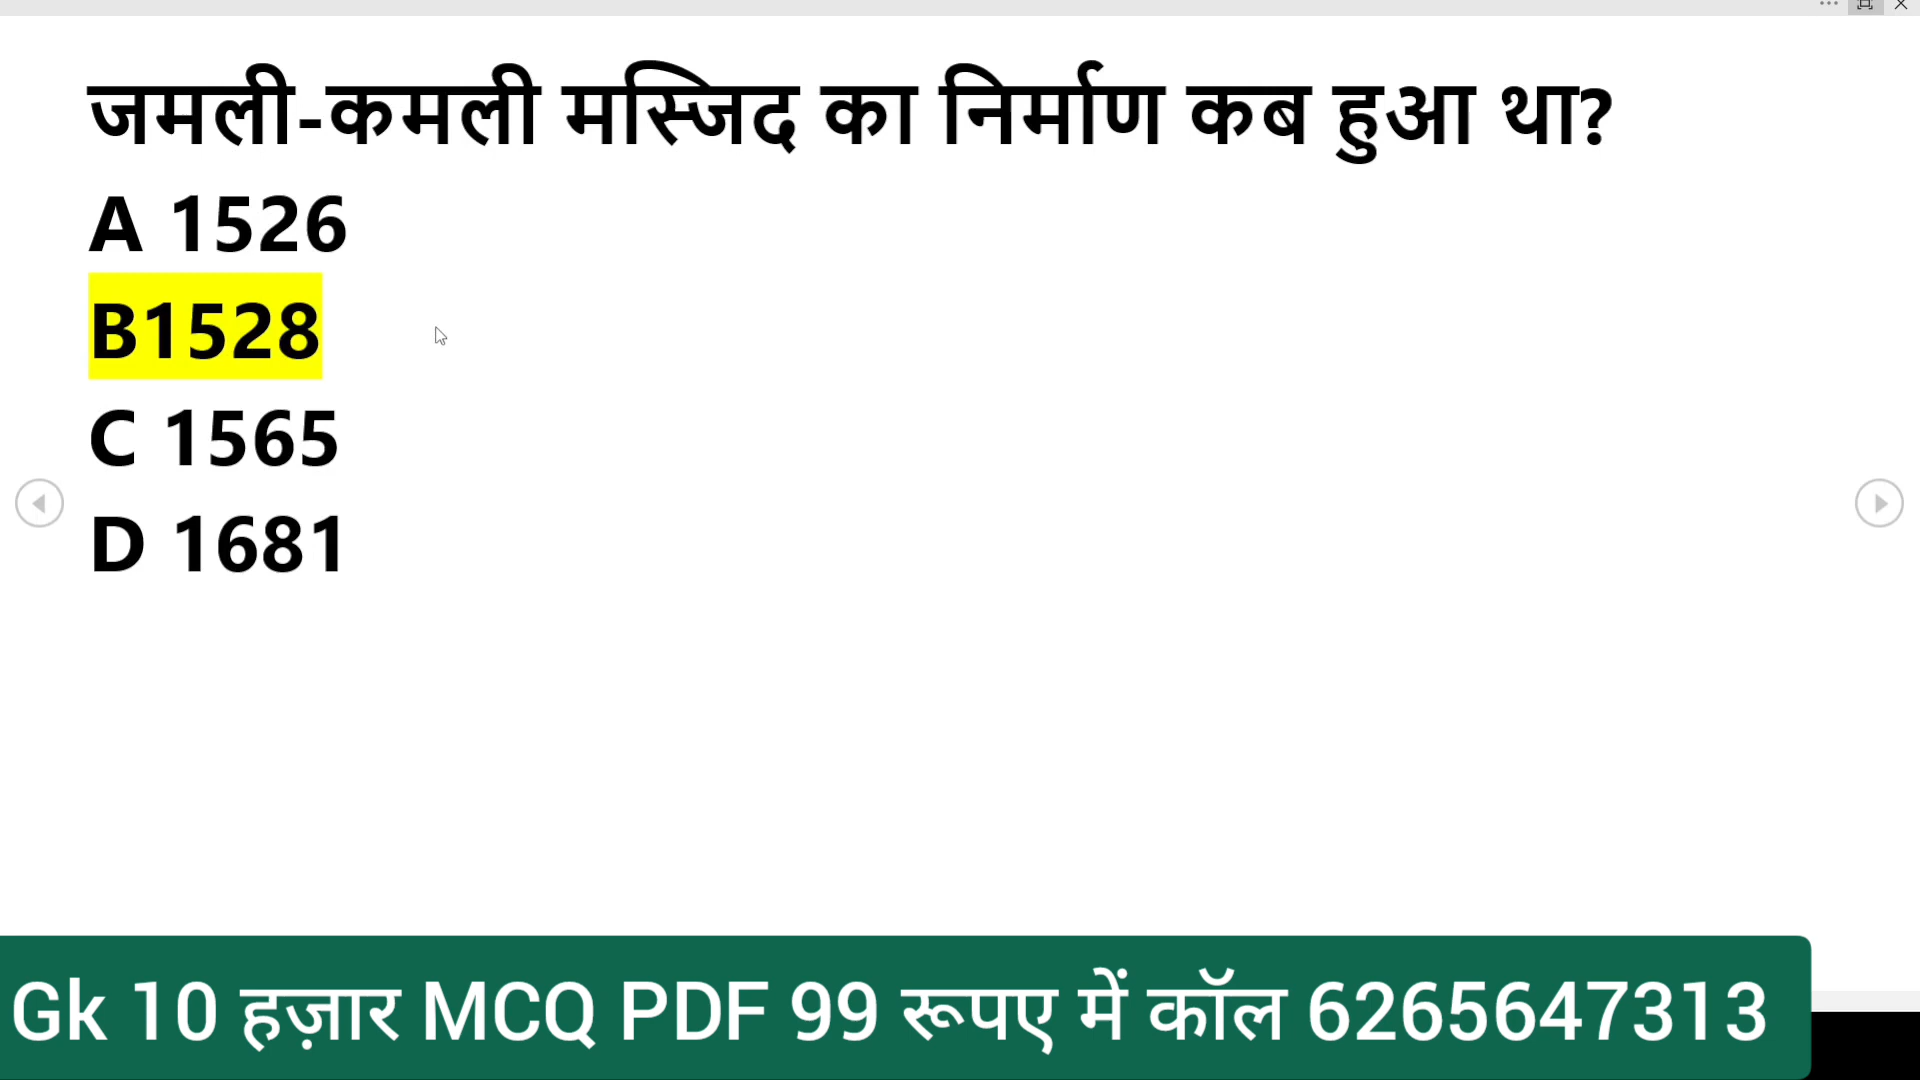 जमली-कमली मस्जिद का निर्माण कब हुआ था?
A 1526
B1528
C 1565
D 1681
Gk 10 हज़ार MCQ PDF 99 रूपए में कॉल 6265647313